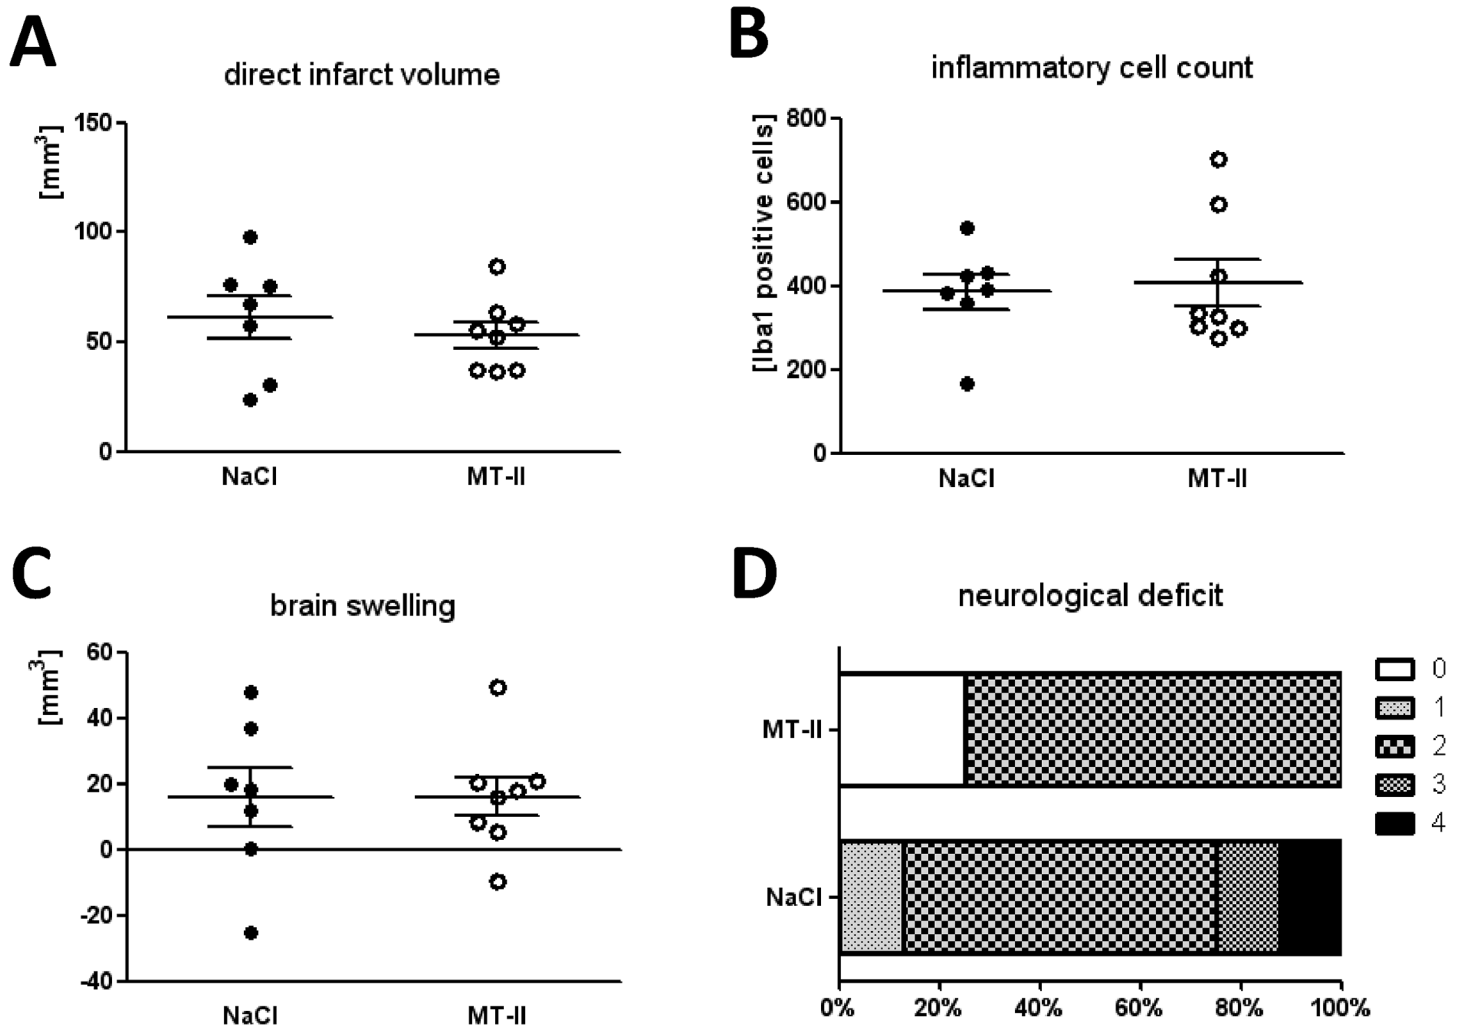 A
direct infarct volume
[mm³]
150
100
50
0
NaCl
MT-II
B
inflammatory cell count
[Iba1 positive cells]
800
600
400
200
0
NaCl
MT-II
C
brain swelling
[mm³]
60
40
20
0
-20
-40
NaCl
MT-II
D
neurological deficit
MT-II
NaCl
0%
20%
40%
60%
80%
100%
0
1
2
3
4